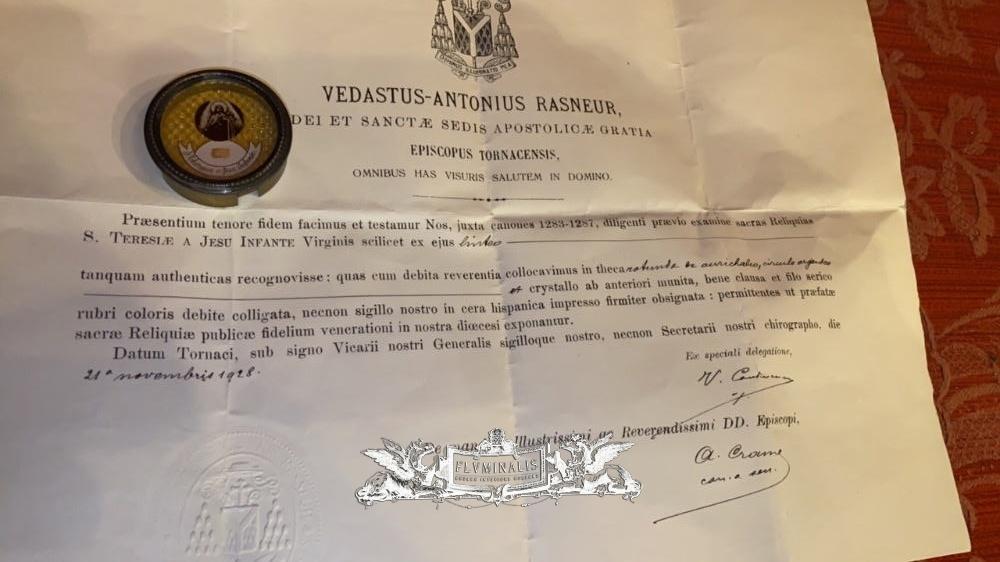 DOMINUS ILLUMINATIO MEA
VEDASTUS-ANTONIUS RASNEUR,
DEI ET SANCTÆ SEDIS APOSTOLICÆ GRATIA
EPISCOPUS TORNACENSIS,
OMNIBUS HAS VISURIS SALUTEM IN DOMINO.
Præsentium tenore fidem facimus et testamur Nos, juxta canones 1283-1287, diligenti prævio examine sacras Reliquias
S. TERESIÆ A JESU INFANTE Virginis scilicet ex ejus linteo
tanquam authenticas recognovisse : quas cum debita reverentia collocavimus in theca rotunda ex aurichalco, circulo argenteo
et crystallo ab anteriori munita, bene clausa et filo serico
rubri coloris debite colligata, necnon sigillo nostro in cera hispanica impresso firmiter obsignata : permittentes ut præfatæ
sacræ Reliquiæ publicæ fidelium venerationi in nostra diœcesi exponantur.
Datum Tornaci, sub signo Vicarii nostri Generalis sigilloque nostro, necnon Secretarii nostri chirographo, die
21a novembris 1928.
Ex speciali delegatione,
Illustrissimi ac Reverendissimi DD. Episcopi,
FLVMINALIS